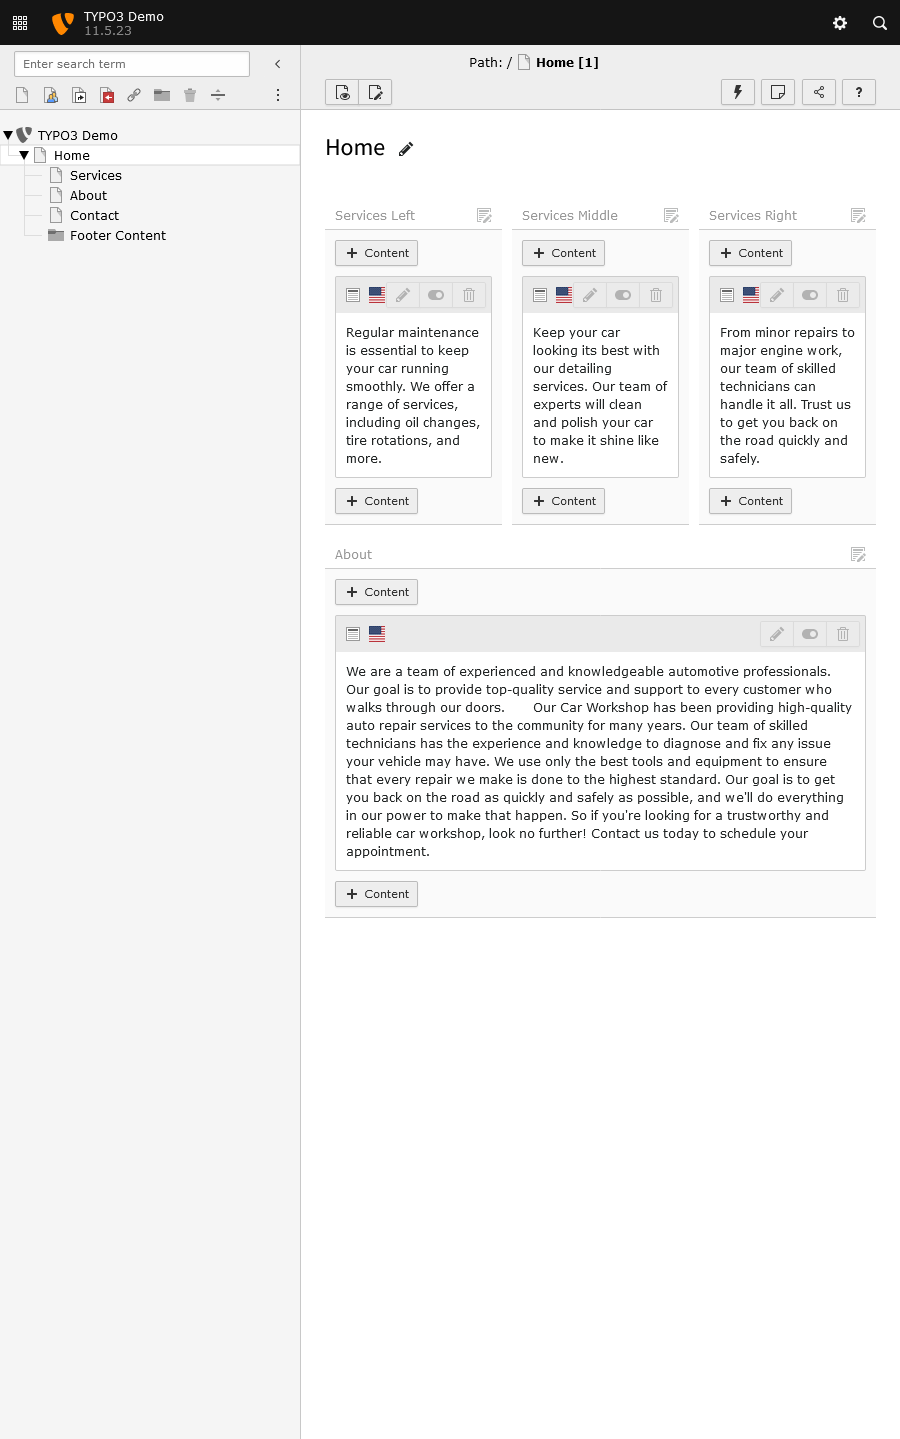 TYPO3 Demo
11.5.23
Enter search term
Path: / Home [1]
?
TYPO3 Demo
Home
Services
About
Contact
Footer Content
Home
Services Left
+ Content
Regular maintenance
is essential to keep
your car running
smoothly. We offer a
range of services,
including oil changes,
tire rotations, and
more.
+ Content
Services Middle
+ Content
Keep your car
looking its best with
our detailing
services. Our team of
experts will clean
and polish your car
to make it shine like
new.
+ Content
Services Right
+ Content
From minor repairs to
major engine work,
our team of skilled
technicians can
handle it all. Trust us
to get you back on
the road quickly and
safely.
+ Content
About
+ Content
We are a team of experienced and knowledgeable automotive professionals.
Our goal is to provide top-quality service and support to every customer who
walks through our doors. Our Car Workshop has been providing high-quality
auto repair services to the community for many years. Our team of skilled
technicians has the experience and knowledge to diagnose and fix any issue
your vehicle may have. We use only the best tools and equipment to ensure
that every repair we make is done to the highest standard. Our goal is to get
you back on the road as quickly and safely as possible, and we'll do everything
in our power to make that happen. So if you're looking for a trustworthy and
reliable car workshop, look no further! Contact us today to schedule your
appointment.
+ Content